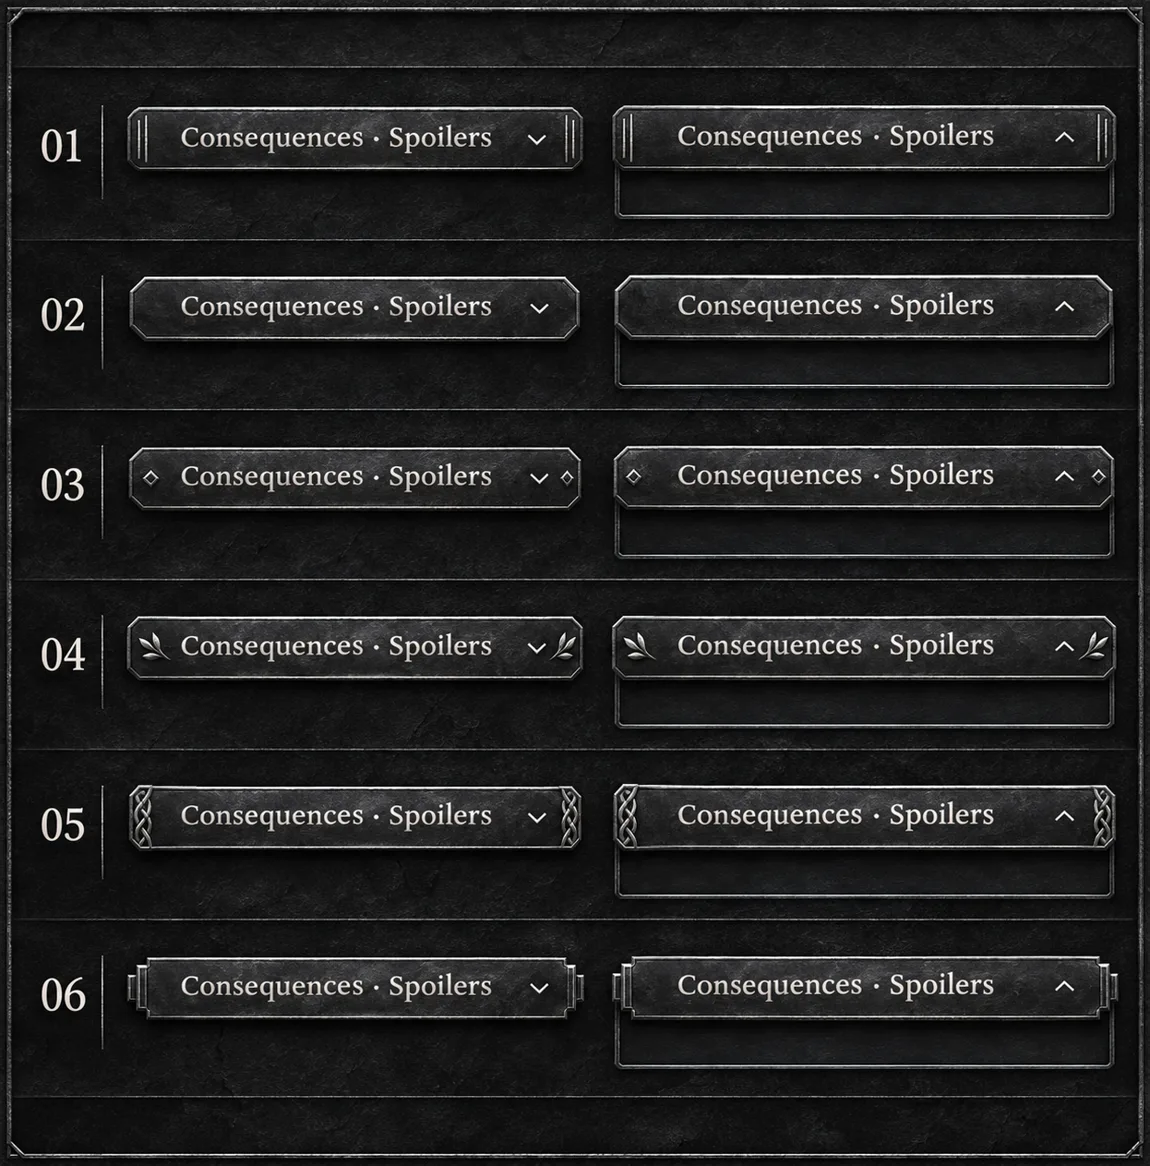 01 Consequences · Spoilers Consequences · Spoilers
02 Consequences · Spoilers Consequences · Spoilers
03 Consequences · Spoilers Consequences · Spoilers
04 Consequences · Spoilers Consequences · Spoilers
05 Consequences · Spoilers Consequences · Spoilers
06 Consequences · Spoilers Consequences · Spoilers